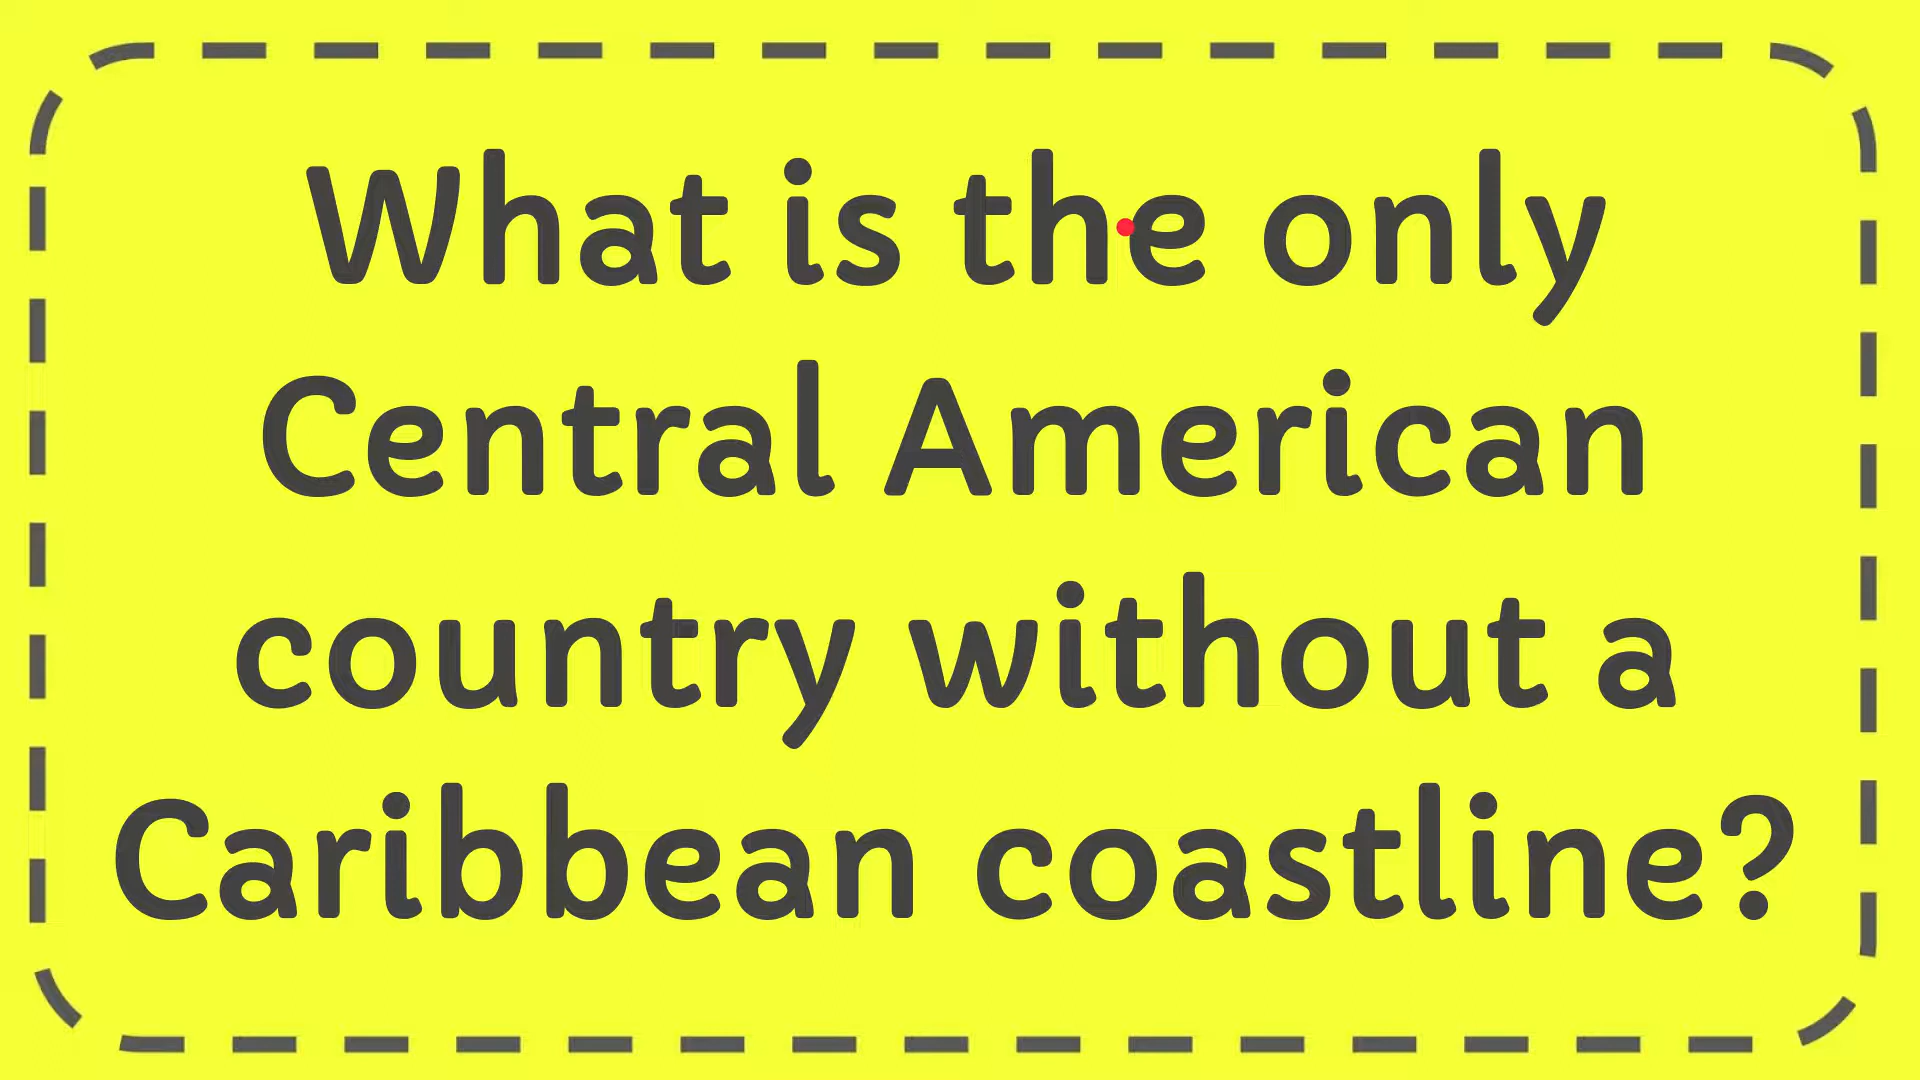 What is the only
Central American
country without a
Caribbean coastline?